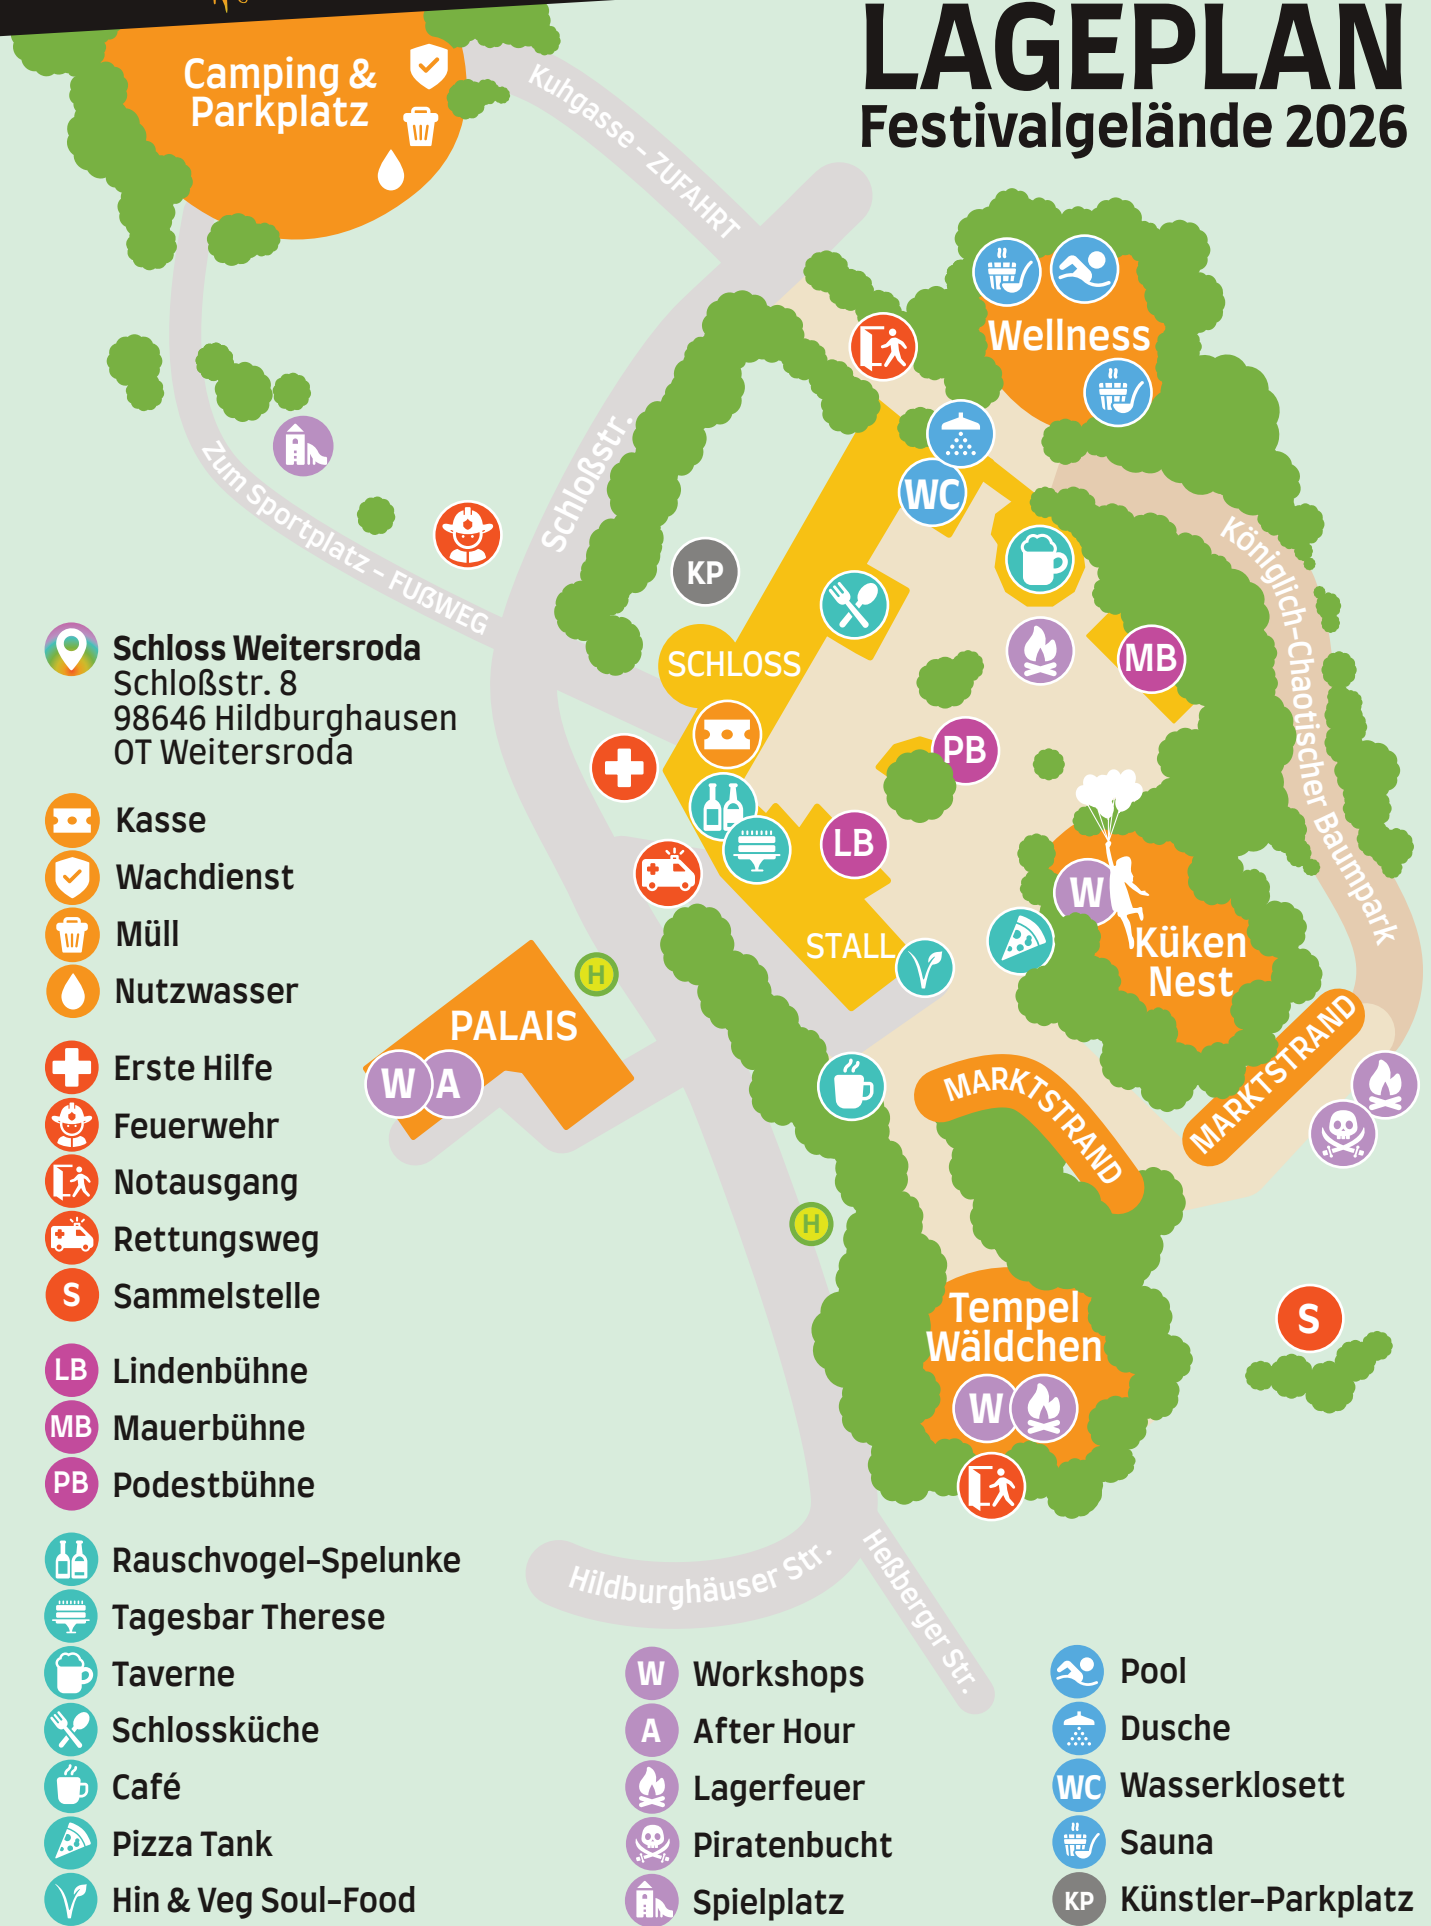 LAGEPLAN
Festivalgelände 2026
Camping &
Parkplatz
Kuhgasse - ZUFAHRT
Wellness
Schloßstr.
WC
Zum Sportplatz - FUẞWEG
KP
Königlich-Chaotischer Baumpark
SCHLOSS
MB
PB
LB
W
Küken
Nest
STALL
H
PALAIS
W
A
MARKTSTRAND
MARKTSTRAND
H
Tempel
Wäldchen
W
S
Hildburghäuser Str.
Heßberger Str.
Schloss Weitersroda
Schloßstr. 8
98646 Hildburghausen
OT Weitersroda
Kasse
Wachdienst
Müll
Nutzwasser
Erste Hilfe
Feuerwehr
Notausgang
Rettungsweg
S Sammelstelle
LB Lindenbühne
MB Mauerbühne
PB Podestbühne
Rauschvogel-Spelunke
Tagesbar Therese
Taverne
Schlossküche
Café
Pizza Tank
Hin & Veg Soul-Food
W Workshops
A After Hour
Lagerfeuer
Piratenbucht
Spielplatz
Pool
Dusche
WC Wasserklosett
Sauna
KP Künstler-Parkplatz